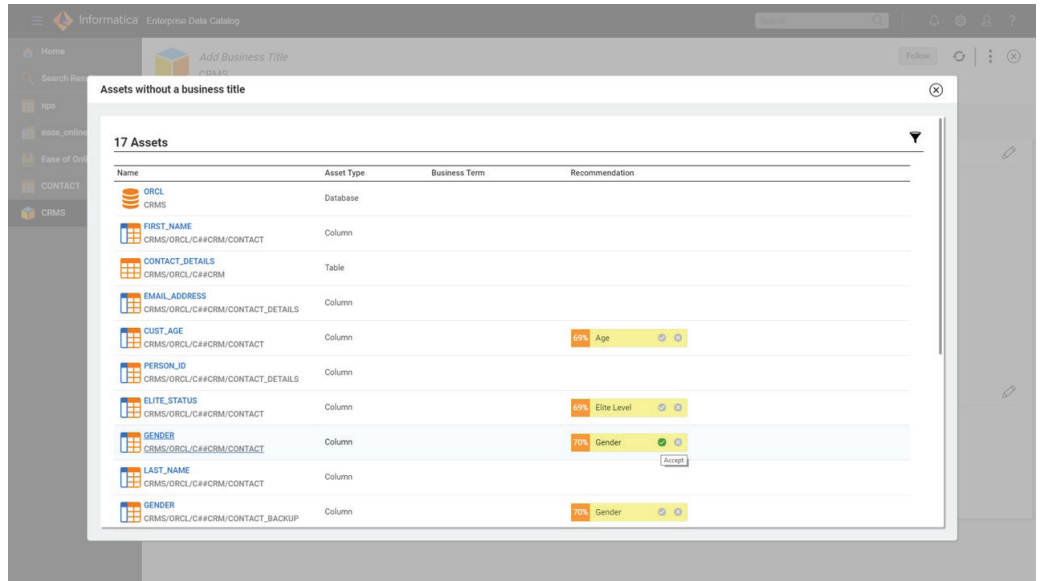 Informatica Enterprise Data Catalog
Search
Home
Add Business Title
Follow
CRMS
Search Res
Assets without a business title
nps
ease_online
17 Assets
Ease of Onli
Name Asset Type Business Term Recommendation
CONTACT
ORCL
CRMS Database
CRMS
FIRST_NAME
CRMS/ORCL/C##CRM/CONTACT Column
CONTACT_DETAILS
CRMS/ORCL/C##CRM Table
EMAIL_ADDRESS
CRMS/ORCL/C##CRM/CONTACT_DETAILS Column
CUST_AGE
CRMS/ORCL/C##CRM/CONTACT Column 69% Age
PERSON_ID
CRMS/ORCL/C##CRM/CONTACT_DETAILS Column
ELITE_STATUS
CRMS/ORCL/C##CRM/CONTACT Column 69% Elite Level
GENDER
CRMS/ORCL/C##CRM/CONTACT Column 70% Gender
Accept
LAST_NAME
CRMS/ORCL/C##CRM/CONTACT Column
GENDER
CRMS/ORCL/C##CRM/CONTACT_BACKUP Column 70% Gender